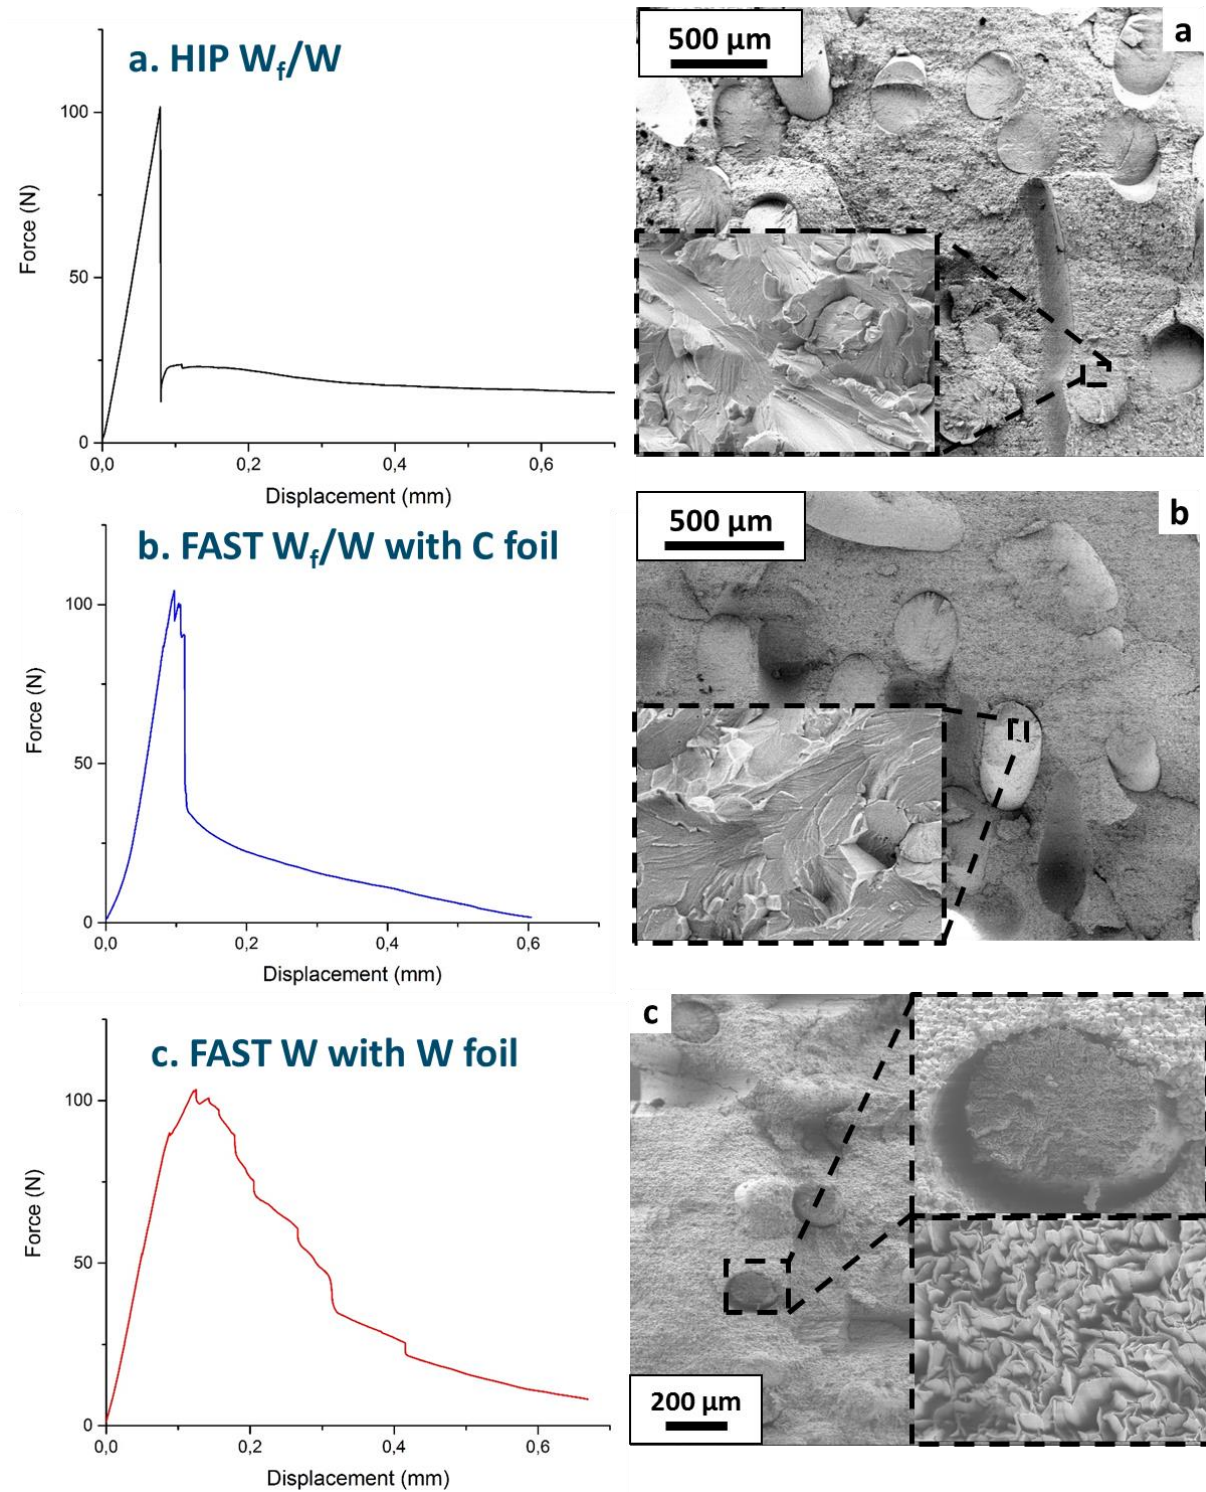 a. HIP Wf/W
100
50
0
Force (N)
0,0 0,2 0,4 0,6
Displacement (mm)
500 µm
a
b. FAST Wf/W with C foil
100
50
0
Force (N)
0,0 0,2 0,4 0,6
Displacement (mm)
500 µm
b
c. FAST W with W foil
100
50
0
Force (N)
0,0 0,2 0,4 0,6
Displacement (mm)
c
200 µm